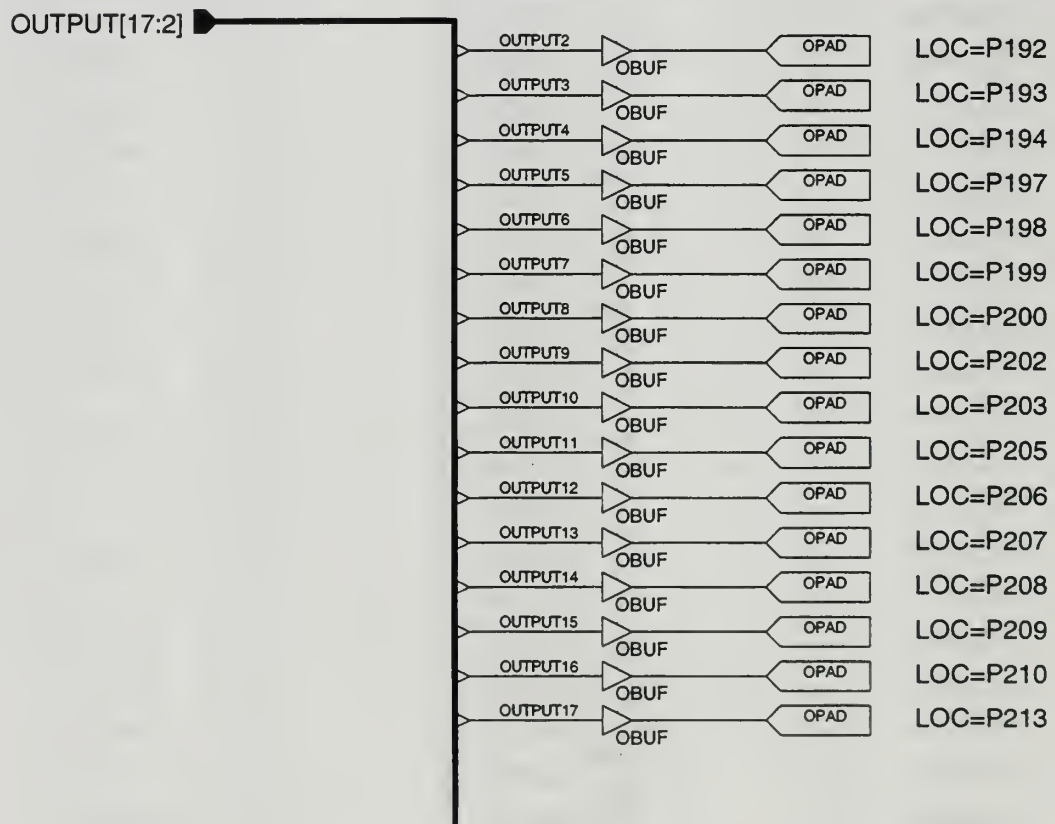 OUTPUT[17:2]
OUTPUT2 OBUF OPAD LOC=P192
OUTPUT3 OBUF OPAD LOC=P193
OUTPUT4 OBUF OPAD LOC=P194
OUTPUT5 OBUF OPAD LOC=P197
OUTPUT6 OBUF OPAD LOC=P198
OUTPUT7 OBUF OPAD LOC=P199
OUTPUT8 OBUF OPAD LOC=P200
OUTPUT9 OBUF OPAD LOC=P202
OUTPUT10 OBUF OPAD LOC=P203
OUTPUT11 OBUF OPAD LOC=P205
OUTPUT12 OBUF OPAD LOC=P206
OUTPUT13 OBUF OPAD LOC=P207
OUTPUT14 OBUF OPAD LOC=P208
OUTPUT15 OBUF OPAD LOC=P209
OUTPUT16 OBUF OPAD LOC=P210
OUTPUT17 OBUF OPAD LOC=P213